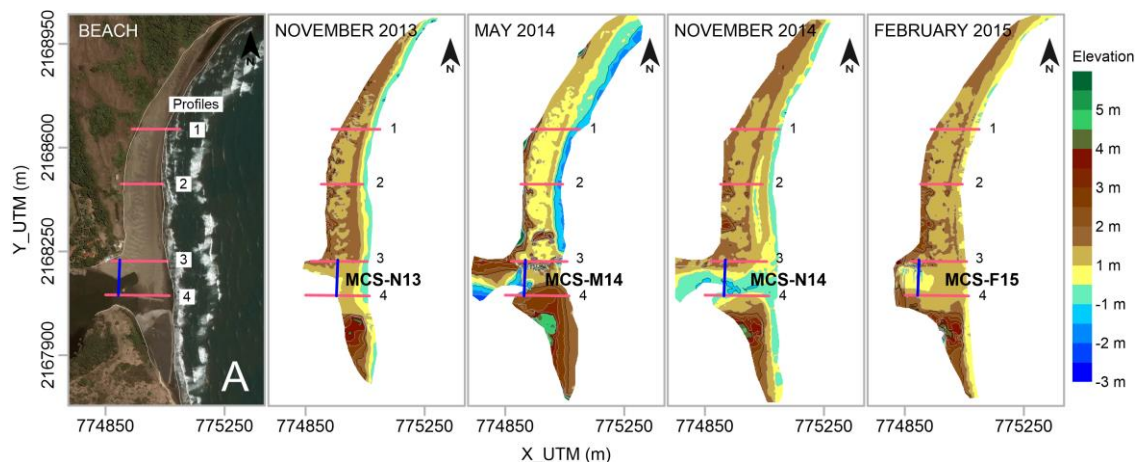 BEACH
NOVEMBER 2013
MAY 2014
NOVEMBER 2014
FEBRUARY 2015
N
N
N
N
N
Elevation
5 m
4 m
3 m
2 m
1 m
-1 m
-2 m
-3 m
Y_UTM (m)
2168950
2168600
2168250
2167900
Profiles
1
2
3
4
A
1
2
3
MCS-N13
4
1
2
3
MCS-M14
4
1
2
3
MCS-N14
4
1
2
3
MCS-F15
4
774850 775250 774850 775250 774850 775250 774850 775250 774850 775250
X_UTM (m)